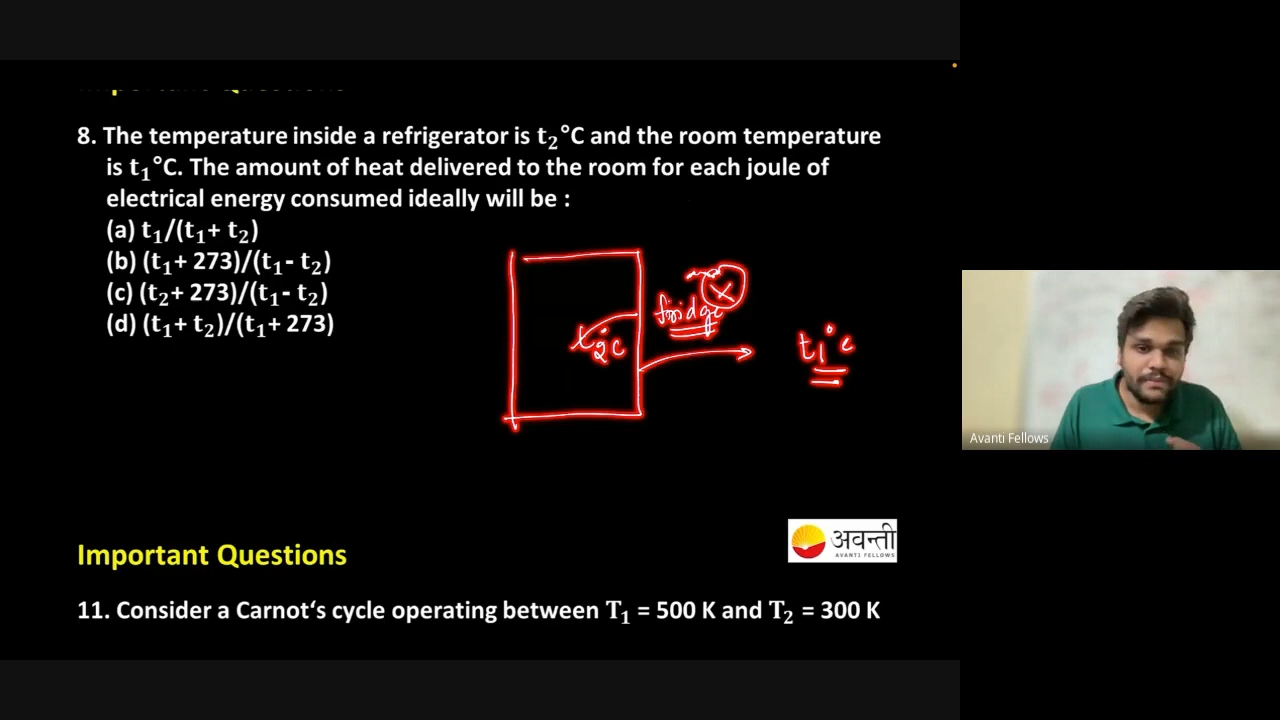 8. The temperature inside a refrigerator is t₂°C and the room temperature
is t₁°C. The amount of heat delivered to the room for each joule of
electrical energy consumed ideally will be :
(a) t₁/(t₁+ t₂)
(b) (t₁+ 273)/(t₁- t₂)
(c) (t₂+ 273)/(t₁- t₂)
(d) (t₁+ t₂)/(t₁+ 273)
fridge
t₂°C
t₁°C
Avanti Fellows
अवन्ती
AVANTI FELLOWS
Important Questions
11. Consider a Carnot‘s cycle operating between T₁ = 500 K and T₂ = 300 K